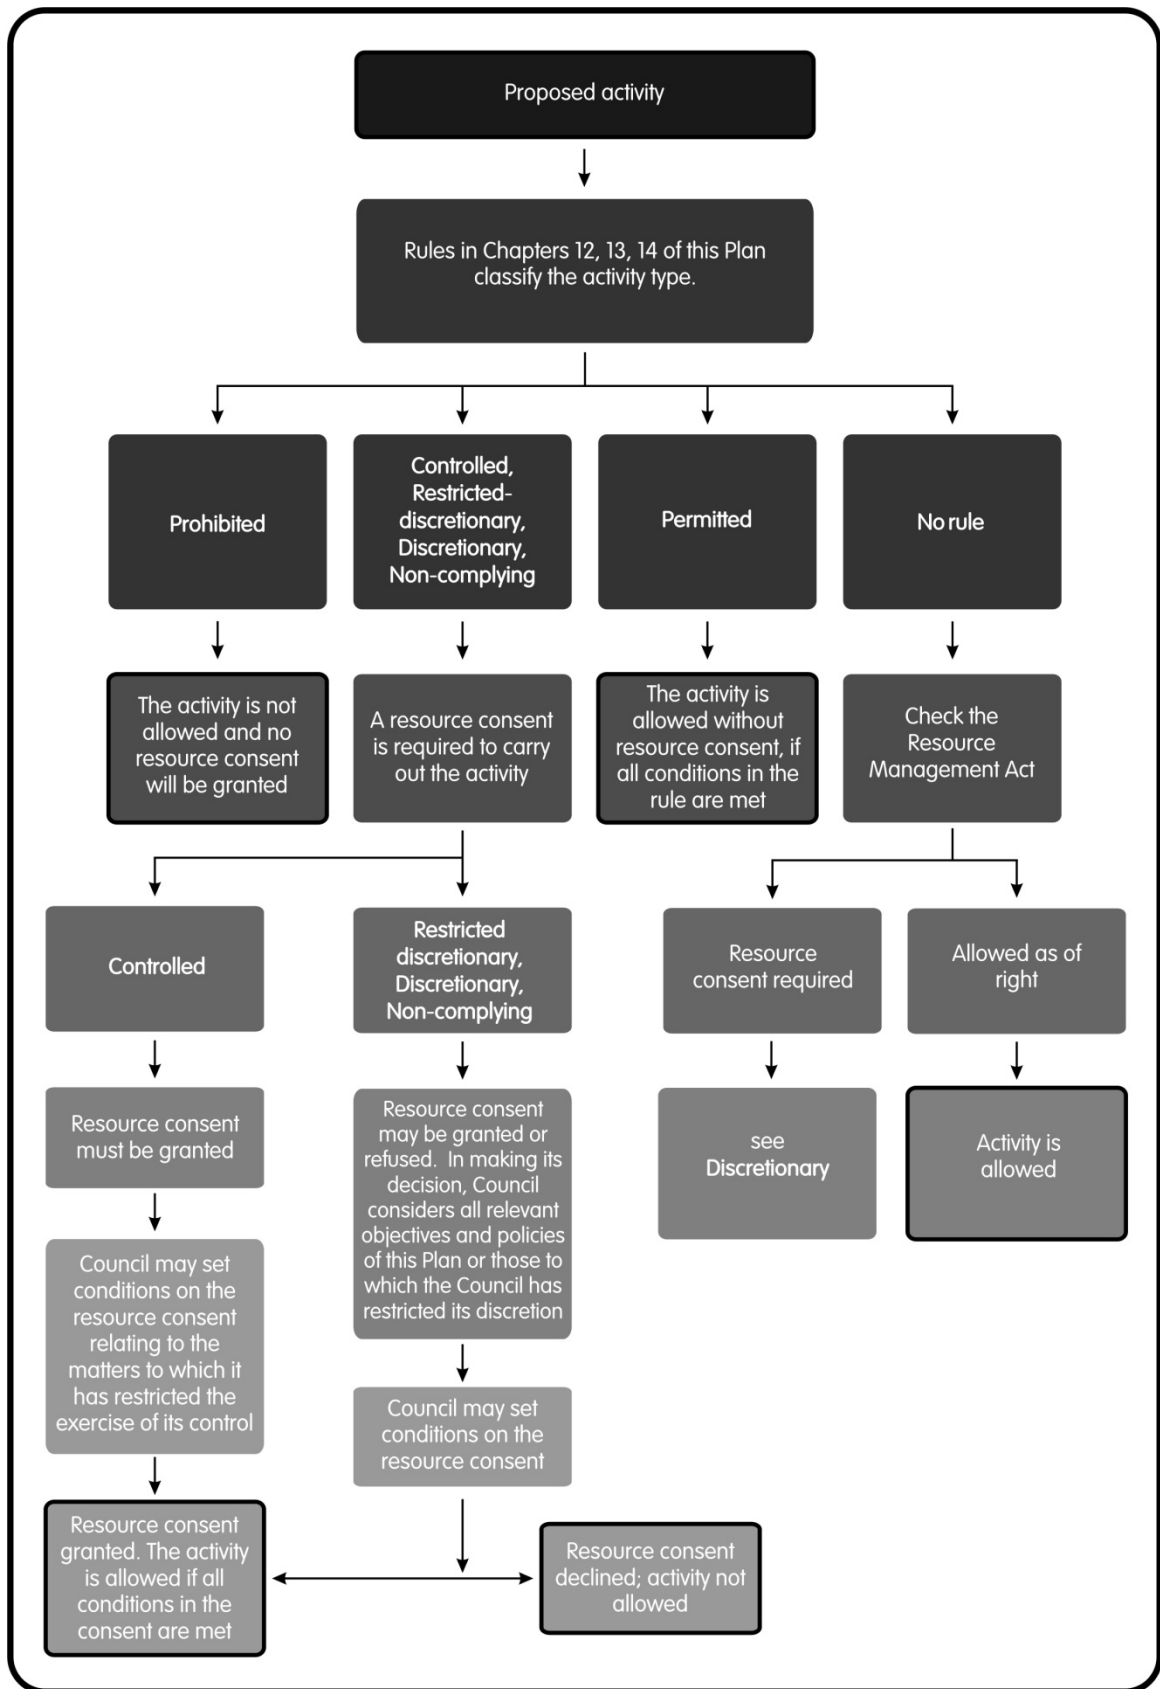 Proposed activity
Rules in Chapters 12, 13, 14 of this Plan
classify the activity type.
Prohibited
Controlled,
Restricted-
discretionary,
Discretionary,
Non-complying
Permitted
No rule
The activity is not
allowed and no
resource consent
will be granted
A resource consent
is required to carry
out the activity
The activity is
allowed without
resource consent, if
all conditions in the
rule are met
Check the
Resource
Management Act
Controlled
Restricted
discretionary,
Discretionary,
Non-complying
Resource
consent required
Allowed as of
right
Resource consent
must be granted
Resource consent
may be granted or
refused. In making its
decision, Council
considers all relevant
objectives and policies
of this Plan or those to
which the Council has
restricted its discretion
see
Discretionary
Activity is
allowed
Council may set
conditions on the
resource consent
relating to the
matters to which it
has restricted the
exercise of its control
Council may set
conditions on the
resource consent
Resource consent
granted. The activity
is allowed if all
conditions in the
consent are met
Resource consent
declined; activity not
allowed